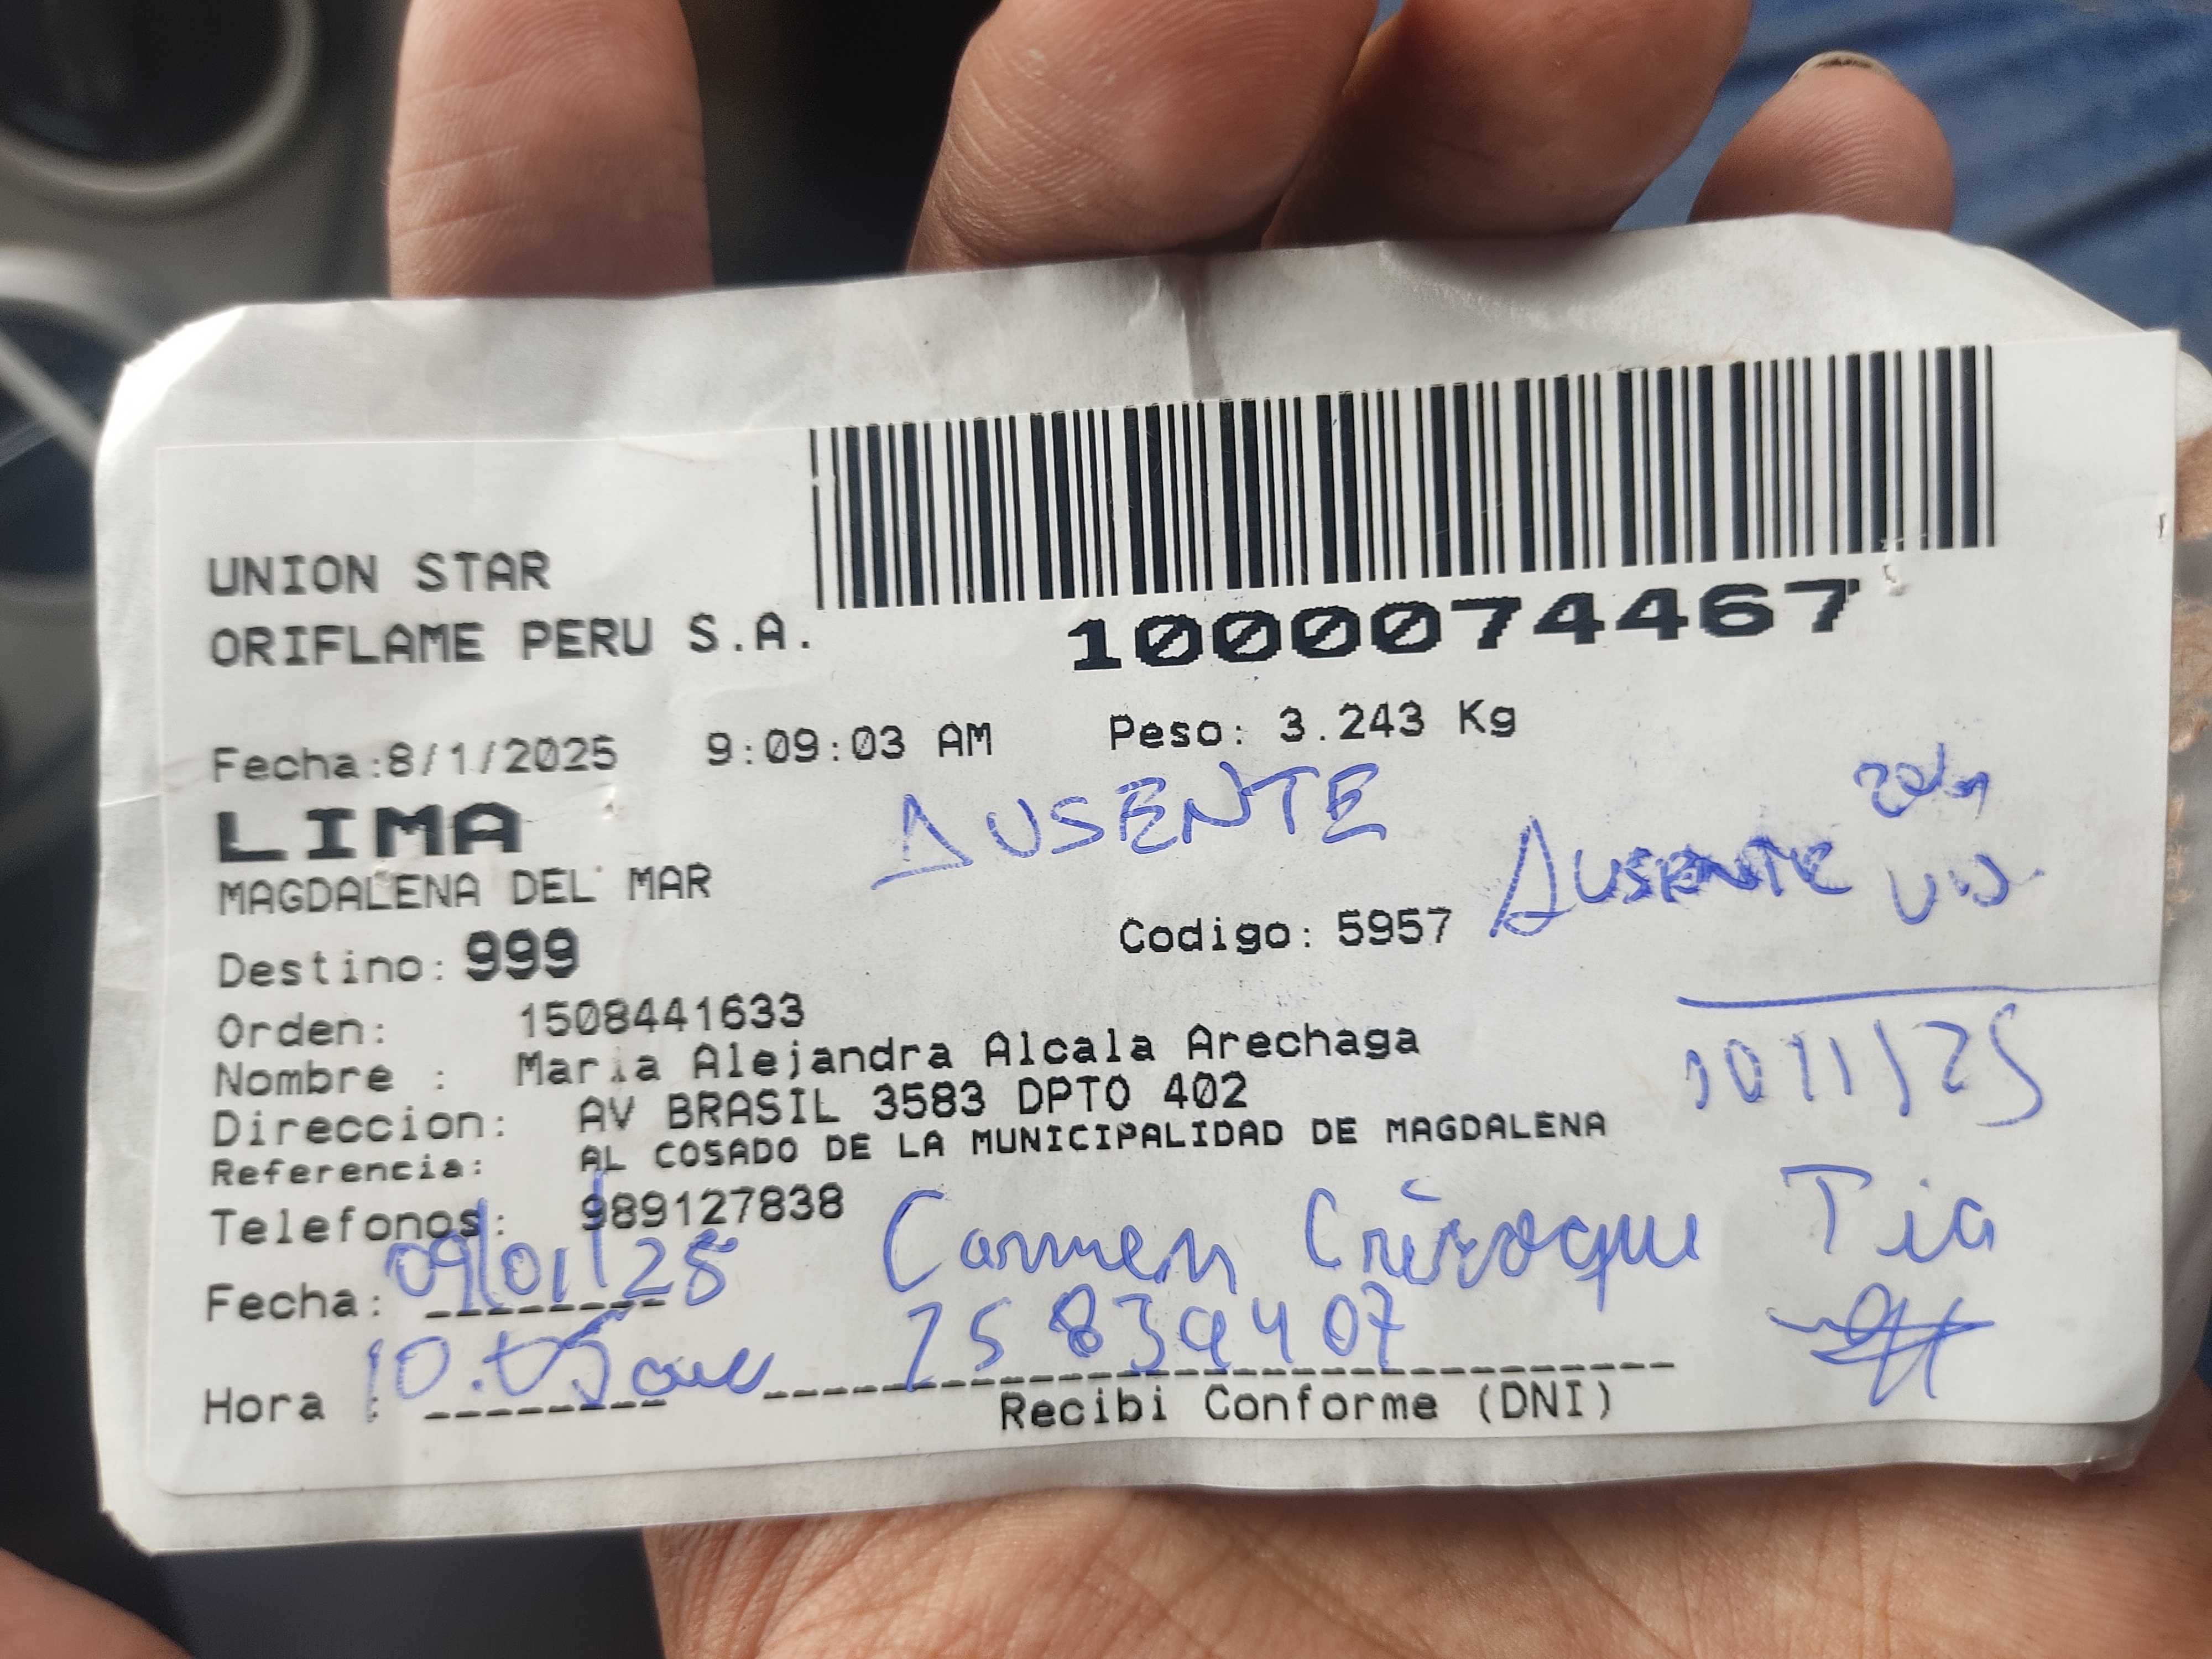 1000074467
UNION STAR
ORIFLAME PERU S.A.
Fecha:8/1/2025 9:09:03 AM Peso: 3.243 Kg
LIMA
AUSENTE
Ausente
MAGDALENA DEL MAR
Destino: 999
Codigo: 5957
Orden: 1508441633
Nombre : Maria Alejandra Alcala Arechaga
10/1/25
Direccion: AV BRASIL 3583 DPTO 402
Referencia: AL COSADO DE LA MUNICIPALIDAD DE MAGDALENA
Telefonos: 989127838
Carmen Tia
Fecha: 09/01/25
25839407
Hora :
Recibi Conforme (DNI)